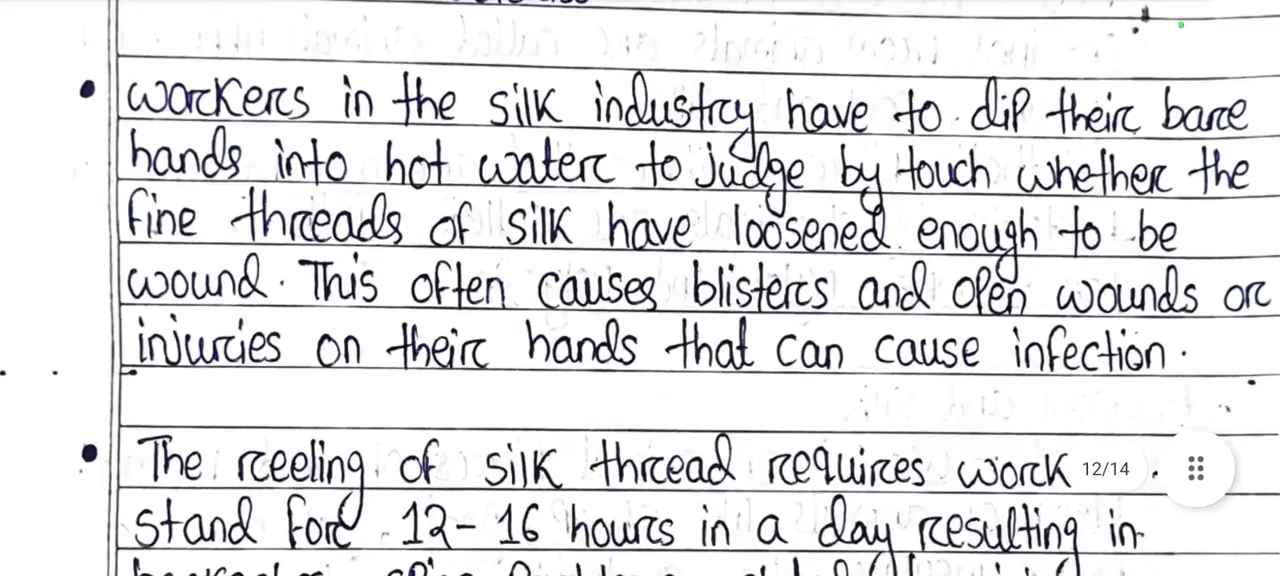 • workers in the silk industry have to dip their bare
hands into hot water to judge by touch whether the
fine threads of silk have loosened enough to be
wound. This often causes blisters and open wounds or
injuries on their hands that can cause infection.
• The reeling of silk thread requires work
12/14
stand for 12-16 hours in a day resulting in